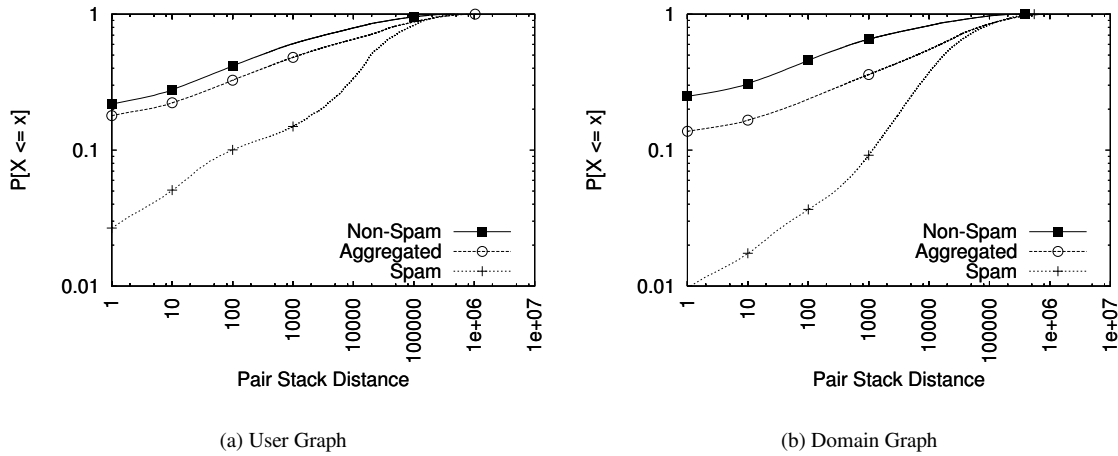 1
0.1
0.01
P[X <= x]
Non-Spam
Aggregated
Spam
1
10
100
1000
10000
100000
1e+06
1e+07
Pair Stack Distance
(a) User Graph
1
0.1
0.01
P[X <= x]
Non-Spam
Aggregated
Spam
1
10
100
1000
10000
100000
1e+06
1e+07
Pair Stack Distance
(b) Domain Graph